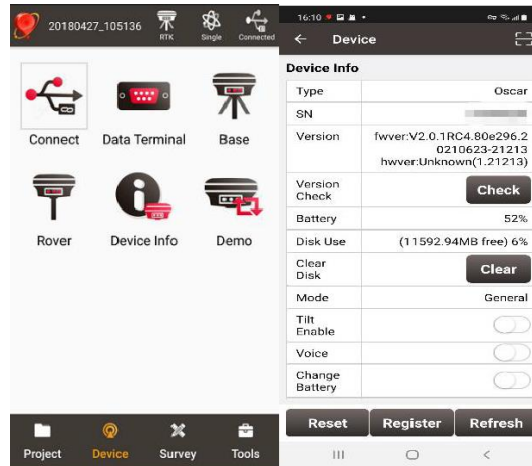 20180427_105136
RTK
Single
Connected
Connect
Data Terminal
Base
Rover
Device Info
Demo
Project
Device
Survey
Tools
16:10
Device
Device Info
Type
Oscar
SN
Version
fwver:V2.0.1RC4.80e296.2
0210623-21213
hwver:Unknown(1.21213)
Version
Check
Check
Battery
52%
Disk Use
(11592.94MB free) 6%
Clear
Disk
Clear
Mode
General
Tilt
Enable
Voice
Change
Battery
Reset
Register
Refresh